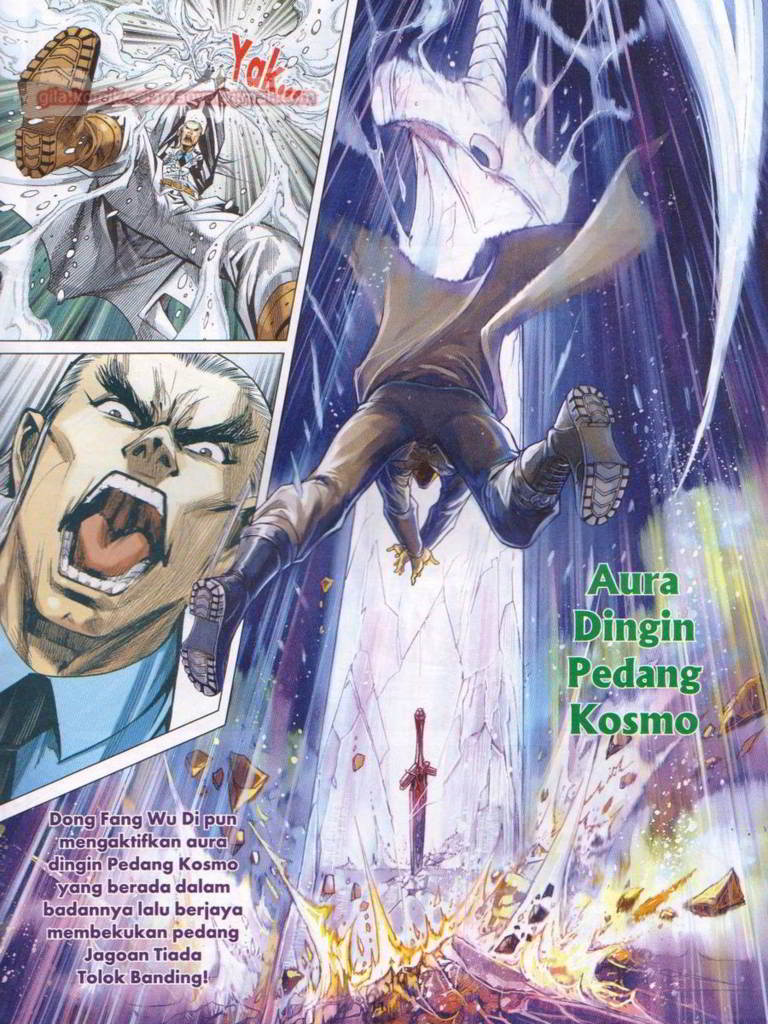 Yak....
Aura
Dingin
Pedang
Kosmo
Dong Fang Wu Di pun
mengaktifkan aura
dingin Pedang Kosmo
yang berada dalam
badannya lalu berjaya
membekukan pedang
Jagoan Tiada
Tolok Banding!